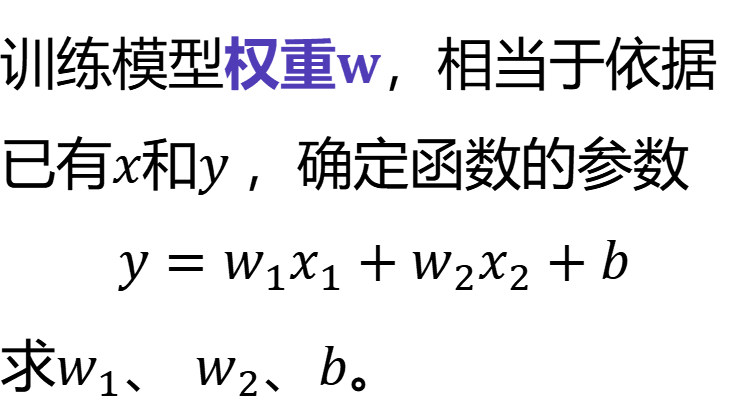 训练模型权重w，相当于依据
已有x和y ，确定函数的参数
y = w₁x₁ + w₂x₂ + b
求w₁、 w₂、b。